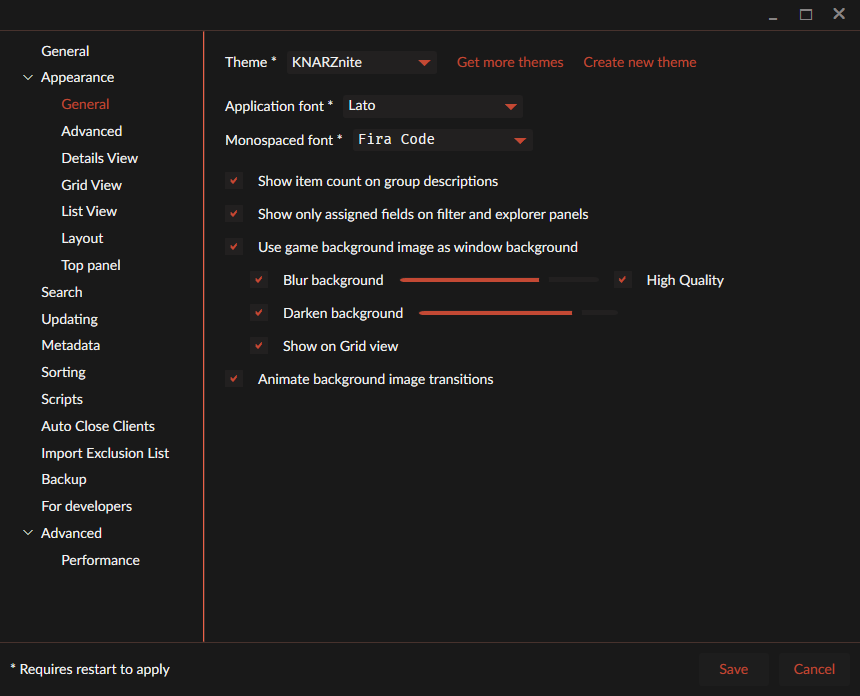 General
Appearance
General
Advanced
Details View
Grid View
List View
Layout
Top panel
Search
Updating
Metadata
Sorting
Scripts
Auto Close Clients
Import Exclusion List
Backup
For developers
Advanced
Performance
Theme * KNARZnite Get more themes Create new theme
Application font * Lato
Monospaced font * Fira Code
Show item count on group descriptions
Show only assigned fields on filter and explorer panels
Use game background image as window background
Blur background High Quality
Darken background
Show on Grid view
Animate background image transitions
* Requires restart to apply Save Cancel